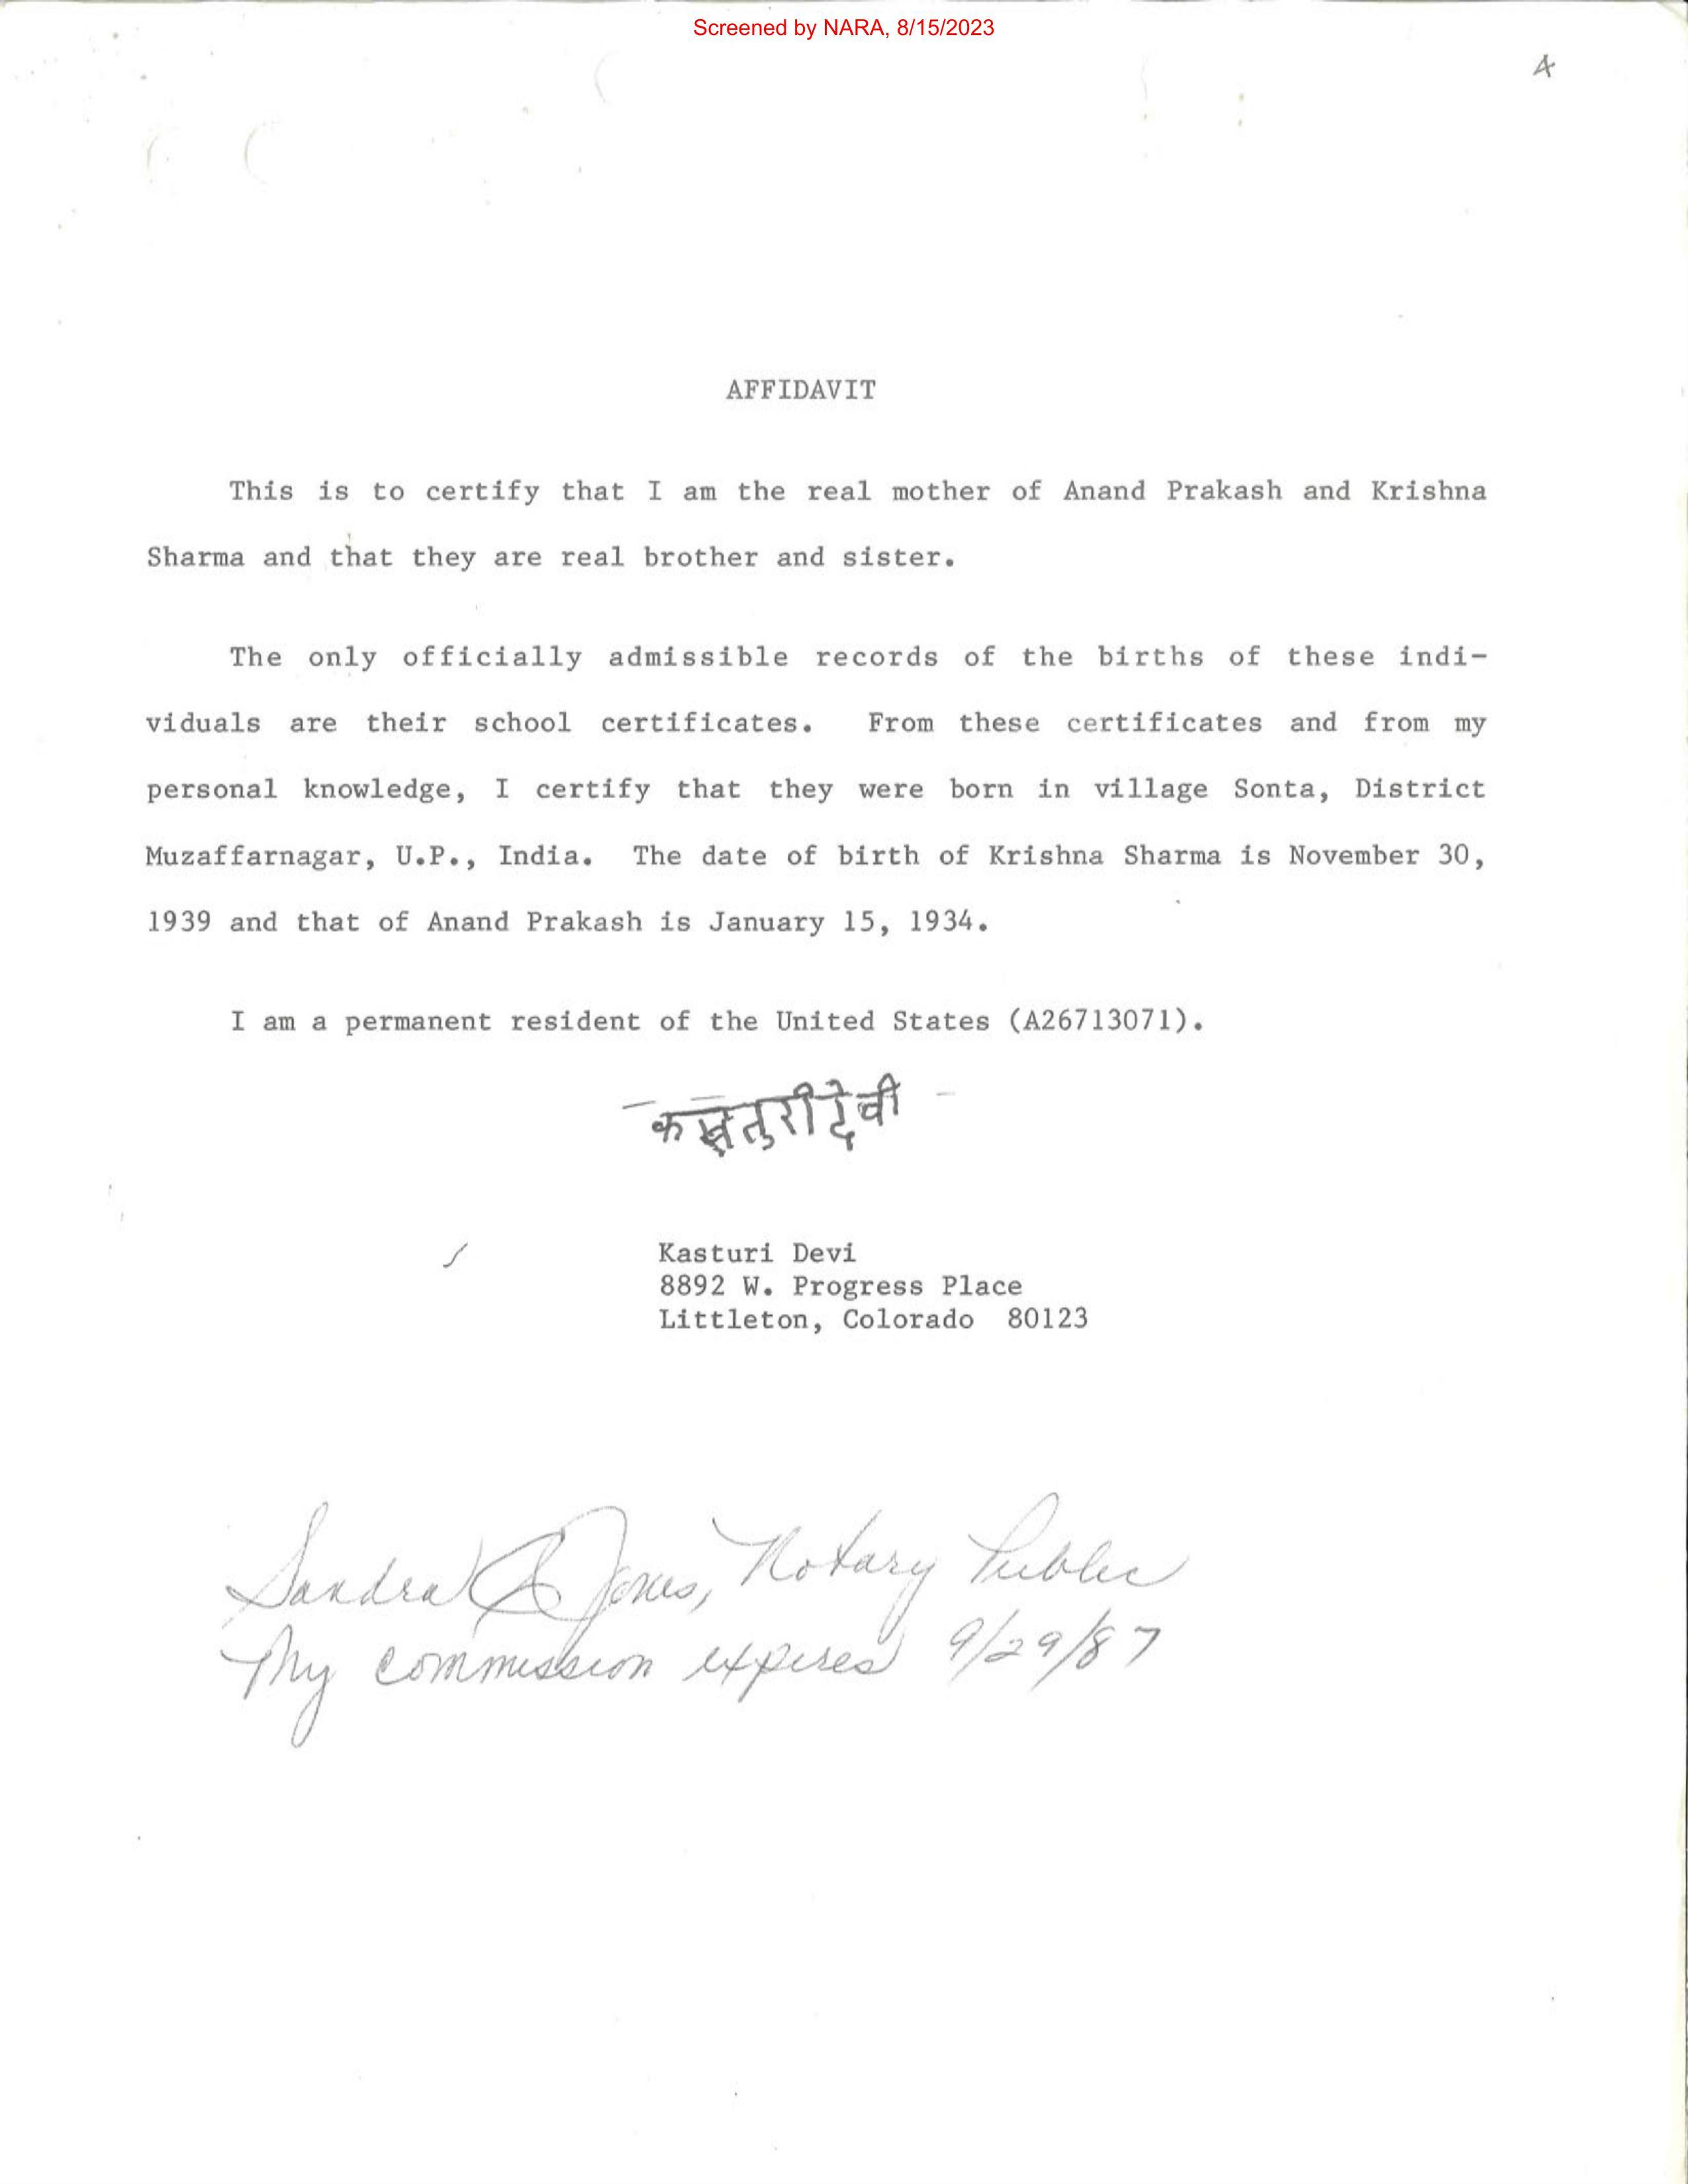 Screened by NARA, 8/15/2023
AFFIDAVIT
This is to certify that I am the real mother of Anand Prakash and Krishna
Sharma and that they are real brother and sister.
The only officially admissible records of the births of these indi-
viduals are their school certificates. From these certificates and from my
personal knowledge, I certify that they were born in village Sonta, District
Muzaffarnagar, U.P., India. The date of birth of Krishna Sharma is November 30,
1939 and that of Anand Prakash is January 15, 1934.
I am a permanent resident of the United States (A26713071).
कस्तुरी देवी
Kasturi Devi
8892 W. Progress Place
Littleton, Colorado 80123
Sandra Jones, Notary Public
My commission expires 9/29/87